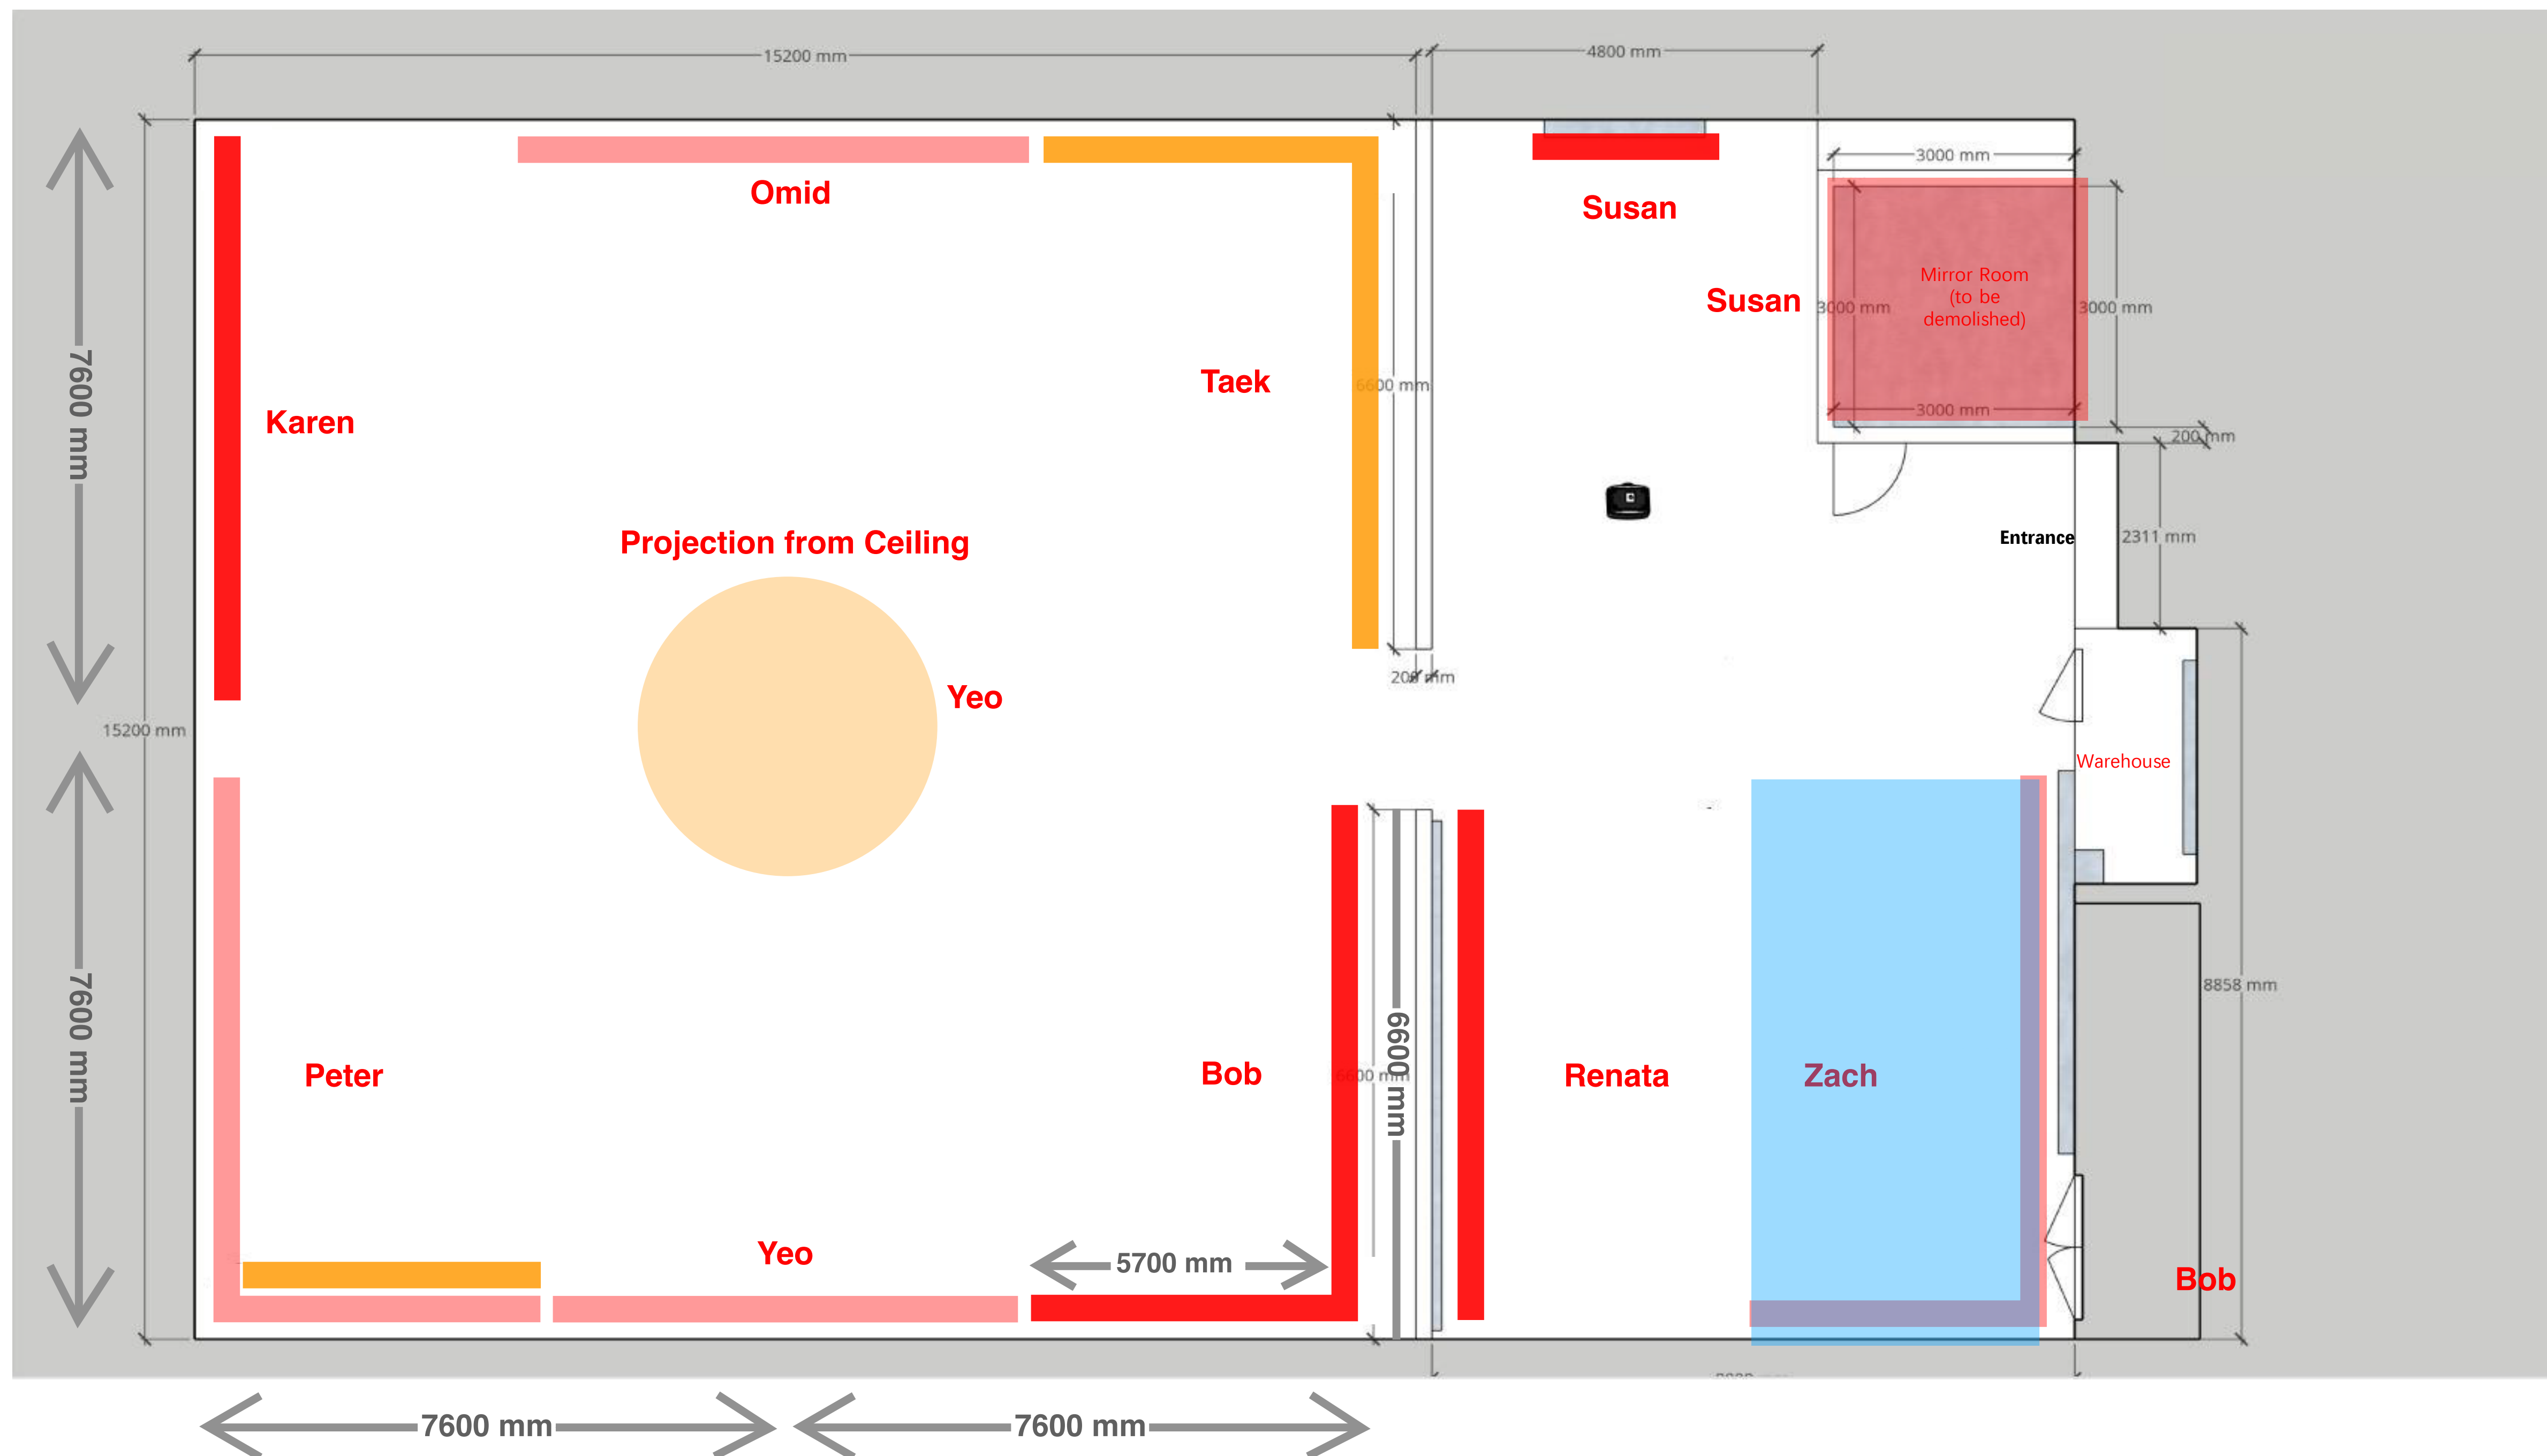 15200 mm
4800 mm
3000 mm
Omid
Susan
Mirror Room
(to be
demolished)
Susan
3000 mm
3000 mm
7600 mm
Taek
6600 mm
Karen
3000 mm
200 mm
Projection from Ceiling
Entrance
2311 mm
Yeo
200 mm
15200 mm
Warehouse
8858 mm
7600 mm
Peter
Bob
6600 mm
6600 mm
Renata
Zach
Yeo
5700 mm
Bob
7600 mm
7600 mm